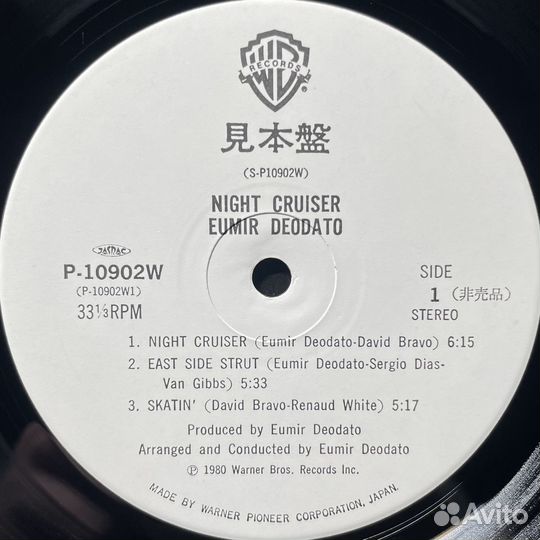 WB
RECORDS
®
見本盤
(S-P10902W)
NIGHT CRUISER
EUMIR DEODATO
JASRAC
P-10902W
(P-10902W1)
33⅓RPM
SIDE
1 (非売品)
STEREO
1. NIGHT CRUISER (Eumir Deodato-David Bravo) 6:15
2. EAST SIDE STRUT (Eumir Deodato-Sergio Dias-
Van Gibbs) 5:33
3. SKATIN' (David Bravo-Renaud White) 5:17
Produced by Eumir Deodato
Arranged and Conducted by Eumir Deodato
℗ 1980 Warner Bros. Records Inc.
MADE BY WARNER PIONEER CORPORATION, JAPAN.
Avito